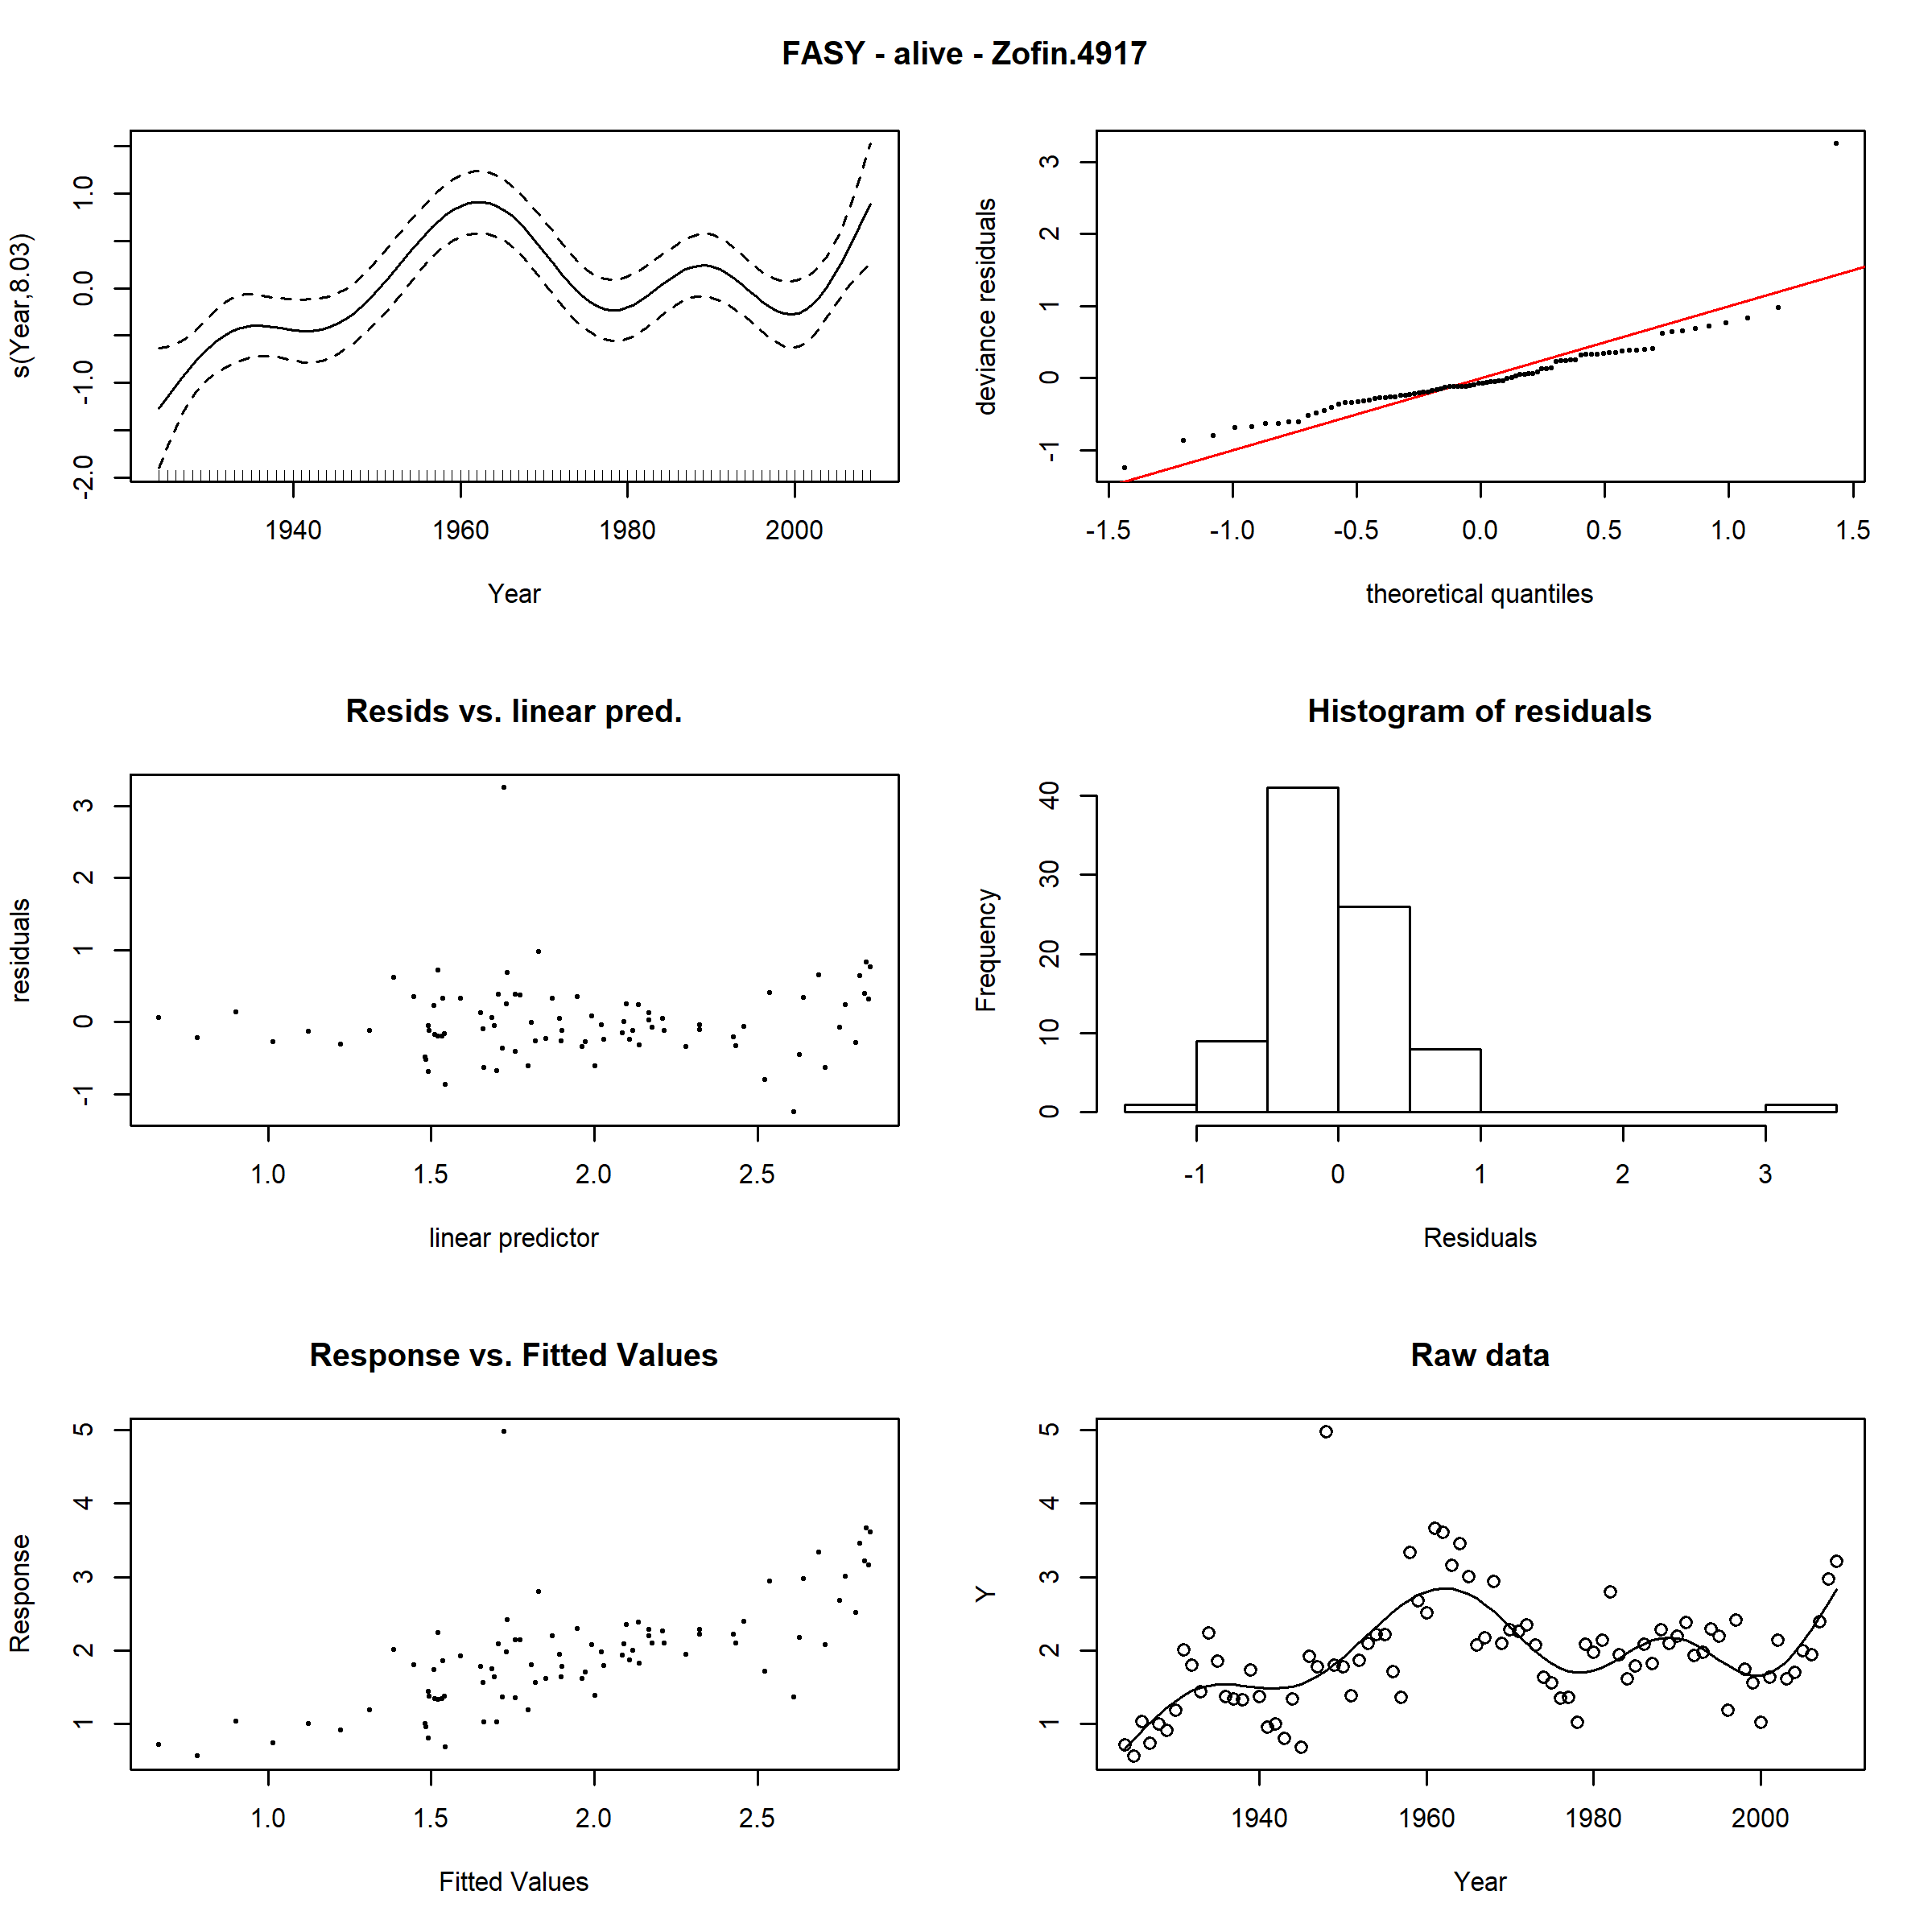 FASY - alive - Zofin.4917
s(Year,8.03)
-2.0 -1.0 0.0 1.0
1940 1960 1980 2000
Year
deviance residuals
-1 0 1 2 3
-1.5 -1.0 -0.5 0.0 0.5 1.0 1.5
theoretical quantiles
Resids vs. linear pred.
residuals
-1 0 1 2 3
1.0 1.5 2.0 2.5
linear predictor
Histogram of residuals
Frequency
0 10 20 30 40
-1 0 1 2 3
Residuals
Response vs. Fitted Values
Response
1 2 3 4 5
1.0 1.5 2.0 2.5
Fitted Values
Raw data
Y
1 2 3 4 5
1940 1960 1980 2000
Year